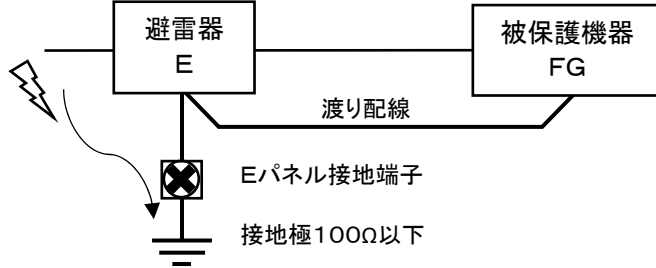 避雷器
E
被保護機器
FG
渡り配線
Eパネル接地端子
接地極100Ω以下